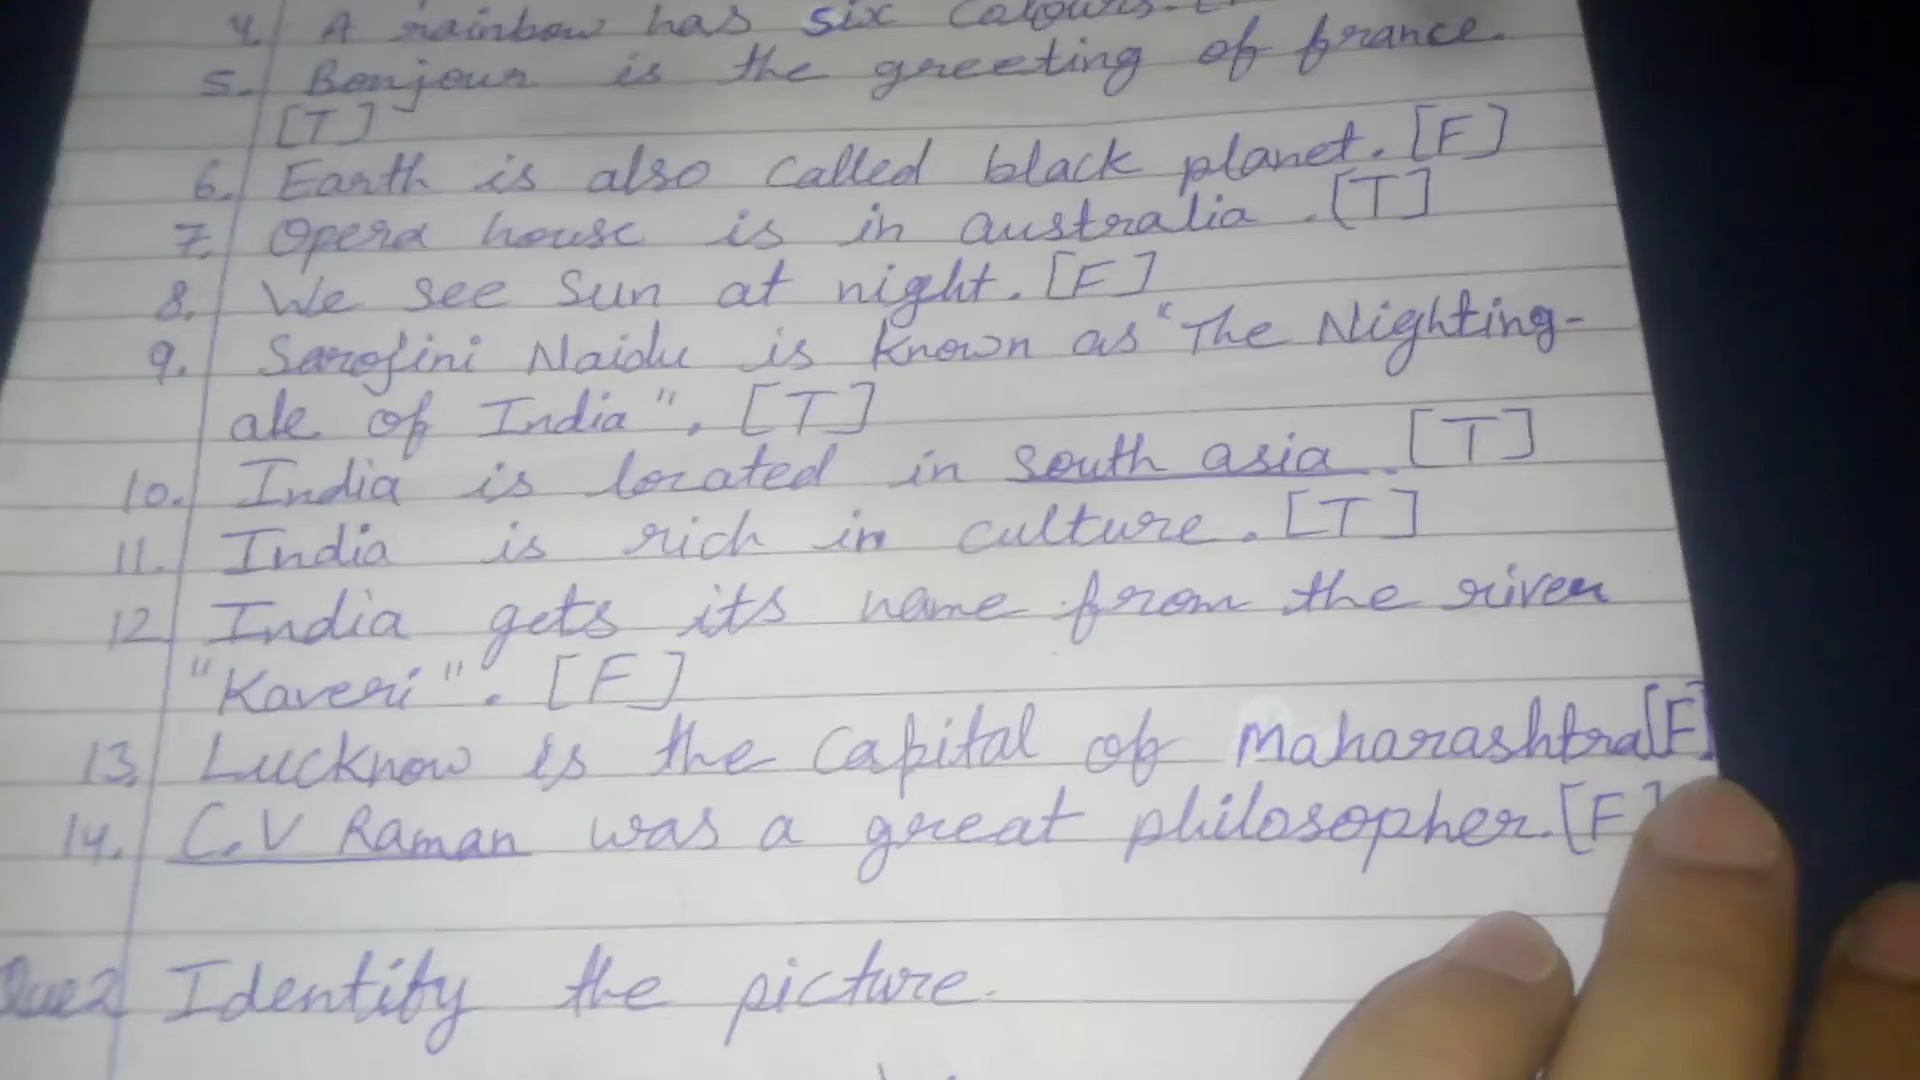 4. A rainbow has six Colours. [
5. Bonjour is the greeting of france.
[T]
6. Earth is also called black planet. [F]
7. Opera house is in australia. [T]
8. We see Sun at night. [F]
9. Sarojini Naidu is known as "The Nighting-
ale of India". [T]
10. India is located in south asia. [T]
11. India is rich in culture. [T]
12 India gets its name from the river
"Kaveri". [F]
13. Lucknow is the capital of Maharashtra [F]
14. C.V Raman was a great philosopher. [F]
Que2 Identify the picture.